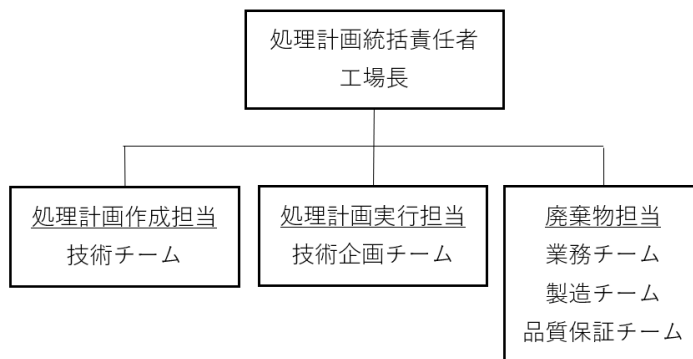 処理計画統括責任者
工場長
処理計画作成担当
技術チーム
処理計画実行担当
技術企画チーム
廃棄物担当
業務チーム
製造チーム
品質保証チーム